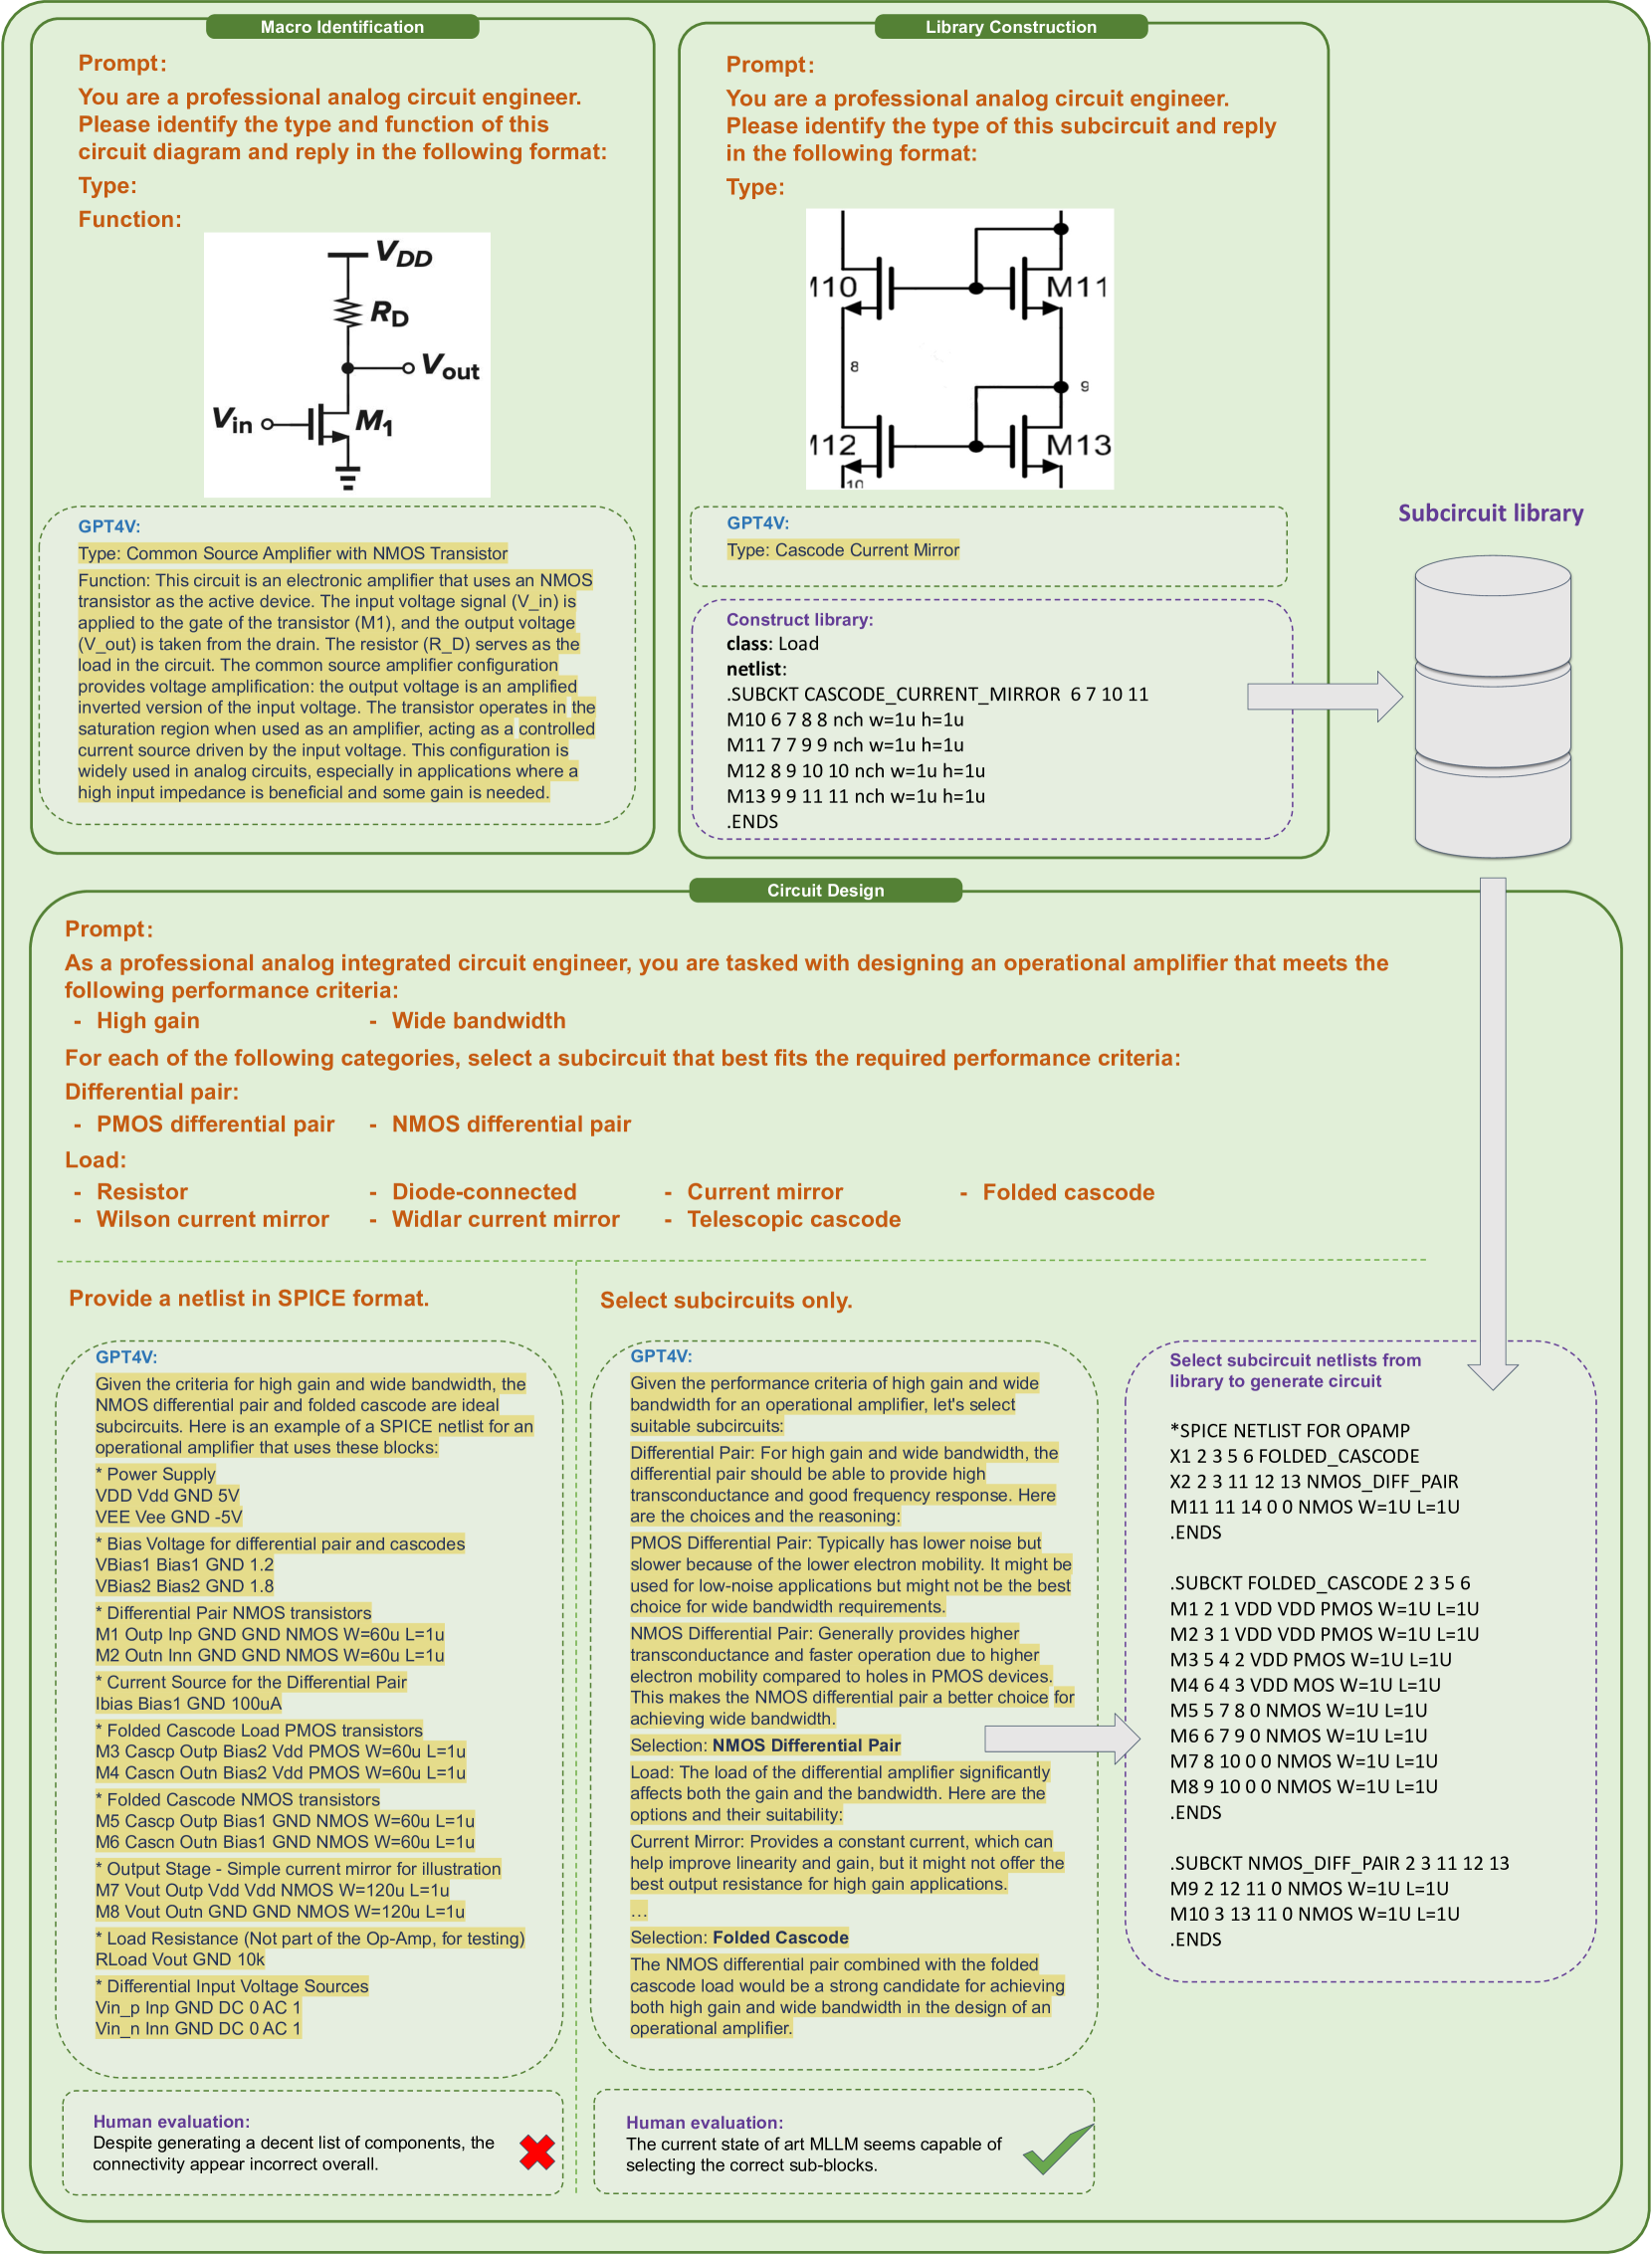 Macro Identification
Prompt:
You are a professional analog circuit engineer.
Please identify the type and function of this
circuit diagram and reply in the following format:
Type:
Function:
VDD
RD
Vout
Vin
M1
GPT4V:
Type: Common Source Amplifier with NMOS Transistor
Function: This circuit is an electronic amplifier that uses an NMOS
transistor as the active device. The input voltage signal (V_in) is
applied to the gate of the transistor (M1), and the output voltage
(V_out) is taken from the drain. The resistor (R_D) serves as the
load in the circuit. The common source amplifier configuration
provides voltage amplification: the output voltage is an amplified
inverted version of the input voltage. The transistor operates in the
saturation region when used as an amplifier, acting as a controlled
current source driven by the input voltage. This configuration is
widely used in analog circuits, especially in applications where a
high input impedance is beneficial and some gain is needed.
Library Construction
Prompt:
You are a professional analog circuit engineer.
Please identify the type of this subcircuit and reply
in the following format:
Type:
M10 M11
8
9
M12 M13
10
GPT4V:
Type: Cascode Current Mirror
Construct library:
class: Load
netlist:
.SUBCKT CASCODE_CURRENT_MIRROR 6 7 10 11
M10 6 7 8 8 nch w=1u h=1u
M11 7 7 9 9 nch w=1u h=1u
M12 8 9 10 10 nch w=1u h=1u
M13 9 9 11 11 nch w=1u h=1u
.ENDS
Subcircuit library
Circuit Design
Prompt:
As a professional analog integrated circuit engineer, you are tasked with designing an operational amplifier that meets the
following performance criteria:
- High gain - Wide bandwidth
For each of the following categories, select a subcircuit that best fits the required performance criteria:
Differential pair:
- PMOS differential pair - NMOS differential pair
Load:
- Resistor - Diode-connected - Current mirror - Folded cascode
- Wilson current mirror - Widlar current mirror - Telescopic cascode
Provide a netlist in SPICE format.
GPT4V:
Given the criteria for high gain and wide bandwidth, the
NMOS differential pair and folded cascode are ideal
subcircuits. Here is an example of a SPICE netlist for an
operational amplifier that uses these blocks:
* Power Supply
VDD Vdd GND 5V
VEE Vee GND -5V
* Bias Voltage for differential pair and cascodes
VBias1 Bias1 GND 1.2
VBias2 Bias2 GND 1.8
* Differential Pair NMOS transistors
M1 Outp Inp GND GND NMOS W=60u L=1u
M2 Outn Inn GND GND NMOS W=60u L=1u
* Current Source for the Differential Pair
Ibias Bias1 GND 100uA
* Folded Cascode Load PMOS transistors
M3 Cascp Outp Bias2 Vdd PMOS W=60u L=1u
M4 Cascn Outn Bias2 Vdd PMOS W=60u L=1u
* Folded Cascode NMOS transistors
M5 Cascp Outp Bias1 GND NMOS W=60u L=1u
M6 Cascn Outn Bias1 GND NMOS W=60u L=1u
* Output Stage - Simple current mirror for illustration
M7 Vout Outp Vdd Vdd NMOS W=120u L=1u
M8 Vout Outn GND GND NMOS W=120u L=1u
* Load Resistance (Not part of the Op-Amp, for testing)
RLoad Vout GND 10k
* Differential Input Voltage Sources
Vin_p Inp GND DC 0 AC 1
Vin_n Inn GND DC 0 AC 1
Human evaluation:
Despite generating a decent list of components, the
connectivity appear incorrect overall.
Select subcircuits only.
GPT4V:
Given the performance criteria of high gain and wide
bandwidth for an operational amplifier, let's select
suitable subcircuits:
Differential Pair: For high gain and wide bandwidth, the
differential pair should be able to provide high
transconductance and good frequency response. Here
are the choices and the reasoning:
PMOS Differential Pair: Typically has lower noise but
slower because of the lower electron mobility. It might be
used for low-noise applications but might not be the best
choice for wide bandwidth requirements.
NMOS Differential Pair: Generally provides higher
transconductance and faster operation due to higher
electron mobility compared to holes in PMOS devices.
This makes the NMOS differential pair a better choice for
achieving wide bandwidth.
Selection: NMOS Differential Pair
Load: The load of the differential amplifier significantly
affects both the gain and the bandwidth. Here are the
options and their suitability:
Current Mirror: Provides a constant current, which can
help improve linearity and gain, but it might not offer the
best output resistance for high gain applications.
…
Selection: Folded Cascode
The NMOS differential pair combined with the folded
cascode load would be a strong candidate for achieving
both high gain and wide bandwidth in the design of an
operational amplifier.
Human evaluation:
The current state of art MLLM seems capable of
selecting the correct sub-blocks.
Select subcircuit netlists from
library to generate circuit
*SPICE NETLIST FOR OPAMP
X1 2 3 5 6 FOLDED_CASCODE
X2 2 3 11 12 13 NMOS_DIFF_PAIR
M11 11 14 0 0 NMOS W=1U L=1U
.ENDS
.SUBCKT FOLDED_CASCODE 2 3 5 6
M1 2 1 VDD VDD PMOS W=1U L=1U
M2 3 1 VDD VDD PMOS W=1U L=1U
M3 5 4 2 VDD PMOS W=1U L=1U
M4 6 4 3 VDD MOS W=1U L=1U
M5 5 7 8 0 NMOS W=1U L=1U
M6 6 7 9 0 NMOS W=1U L=1U
M7 8 10 0 0 NMOS W=1U L=1U
M8 9 10 0 0 NMOS W=1U L=1U
.ENDS
.SUBCKT NMOS_DIFF_PAIR 2 3 11 12 13
M9 2 12 11 0 NMOS W=1U L=1U
M10 3 13 11 0 NMOS W=1U L=1U
.ENDS